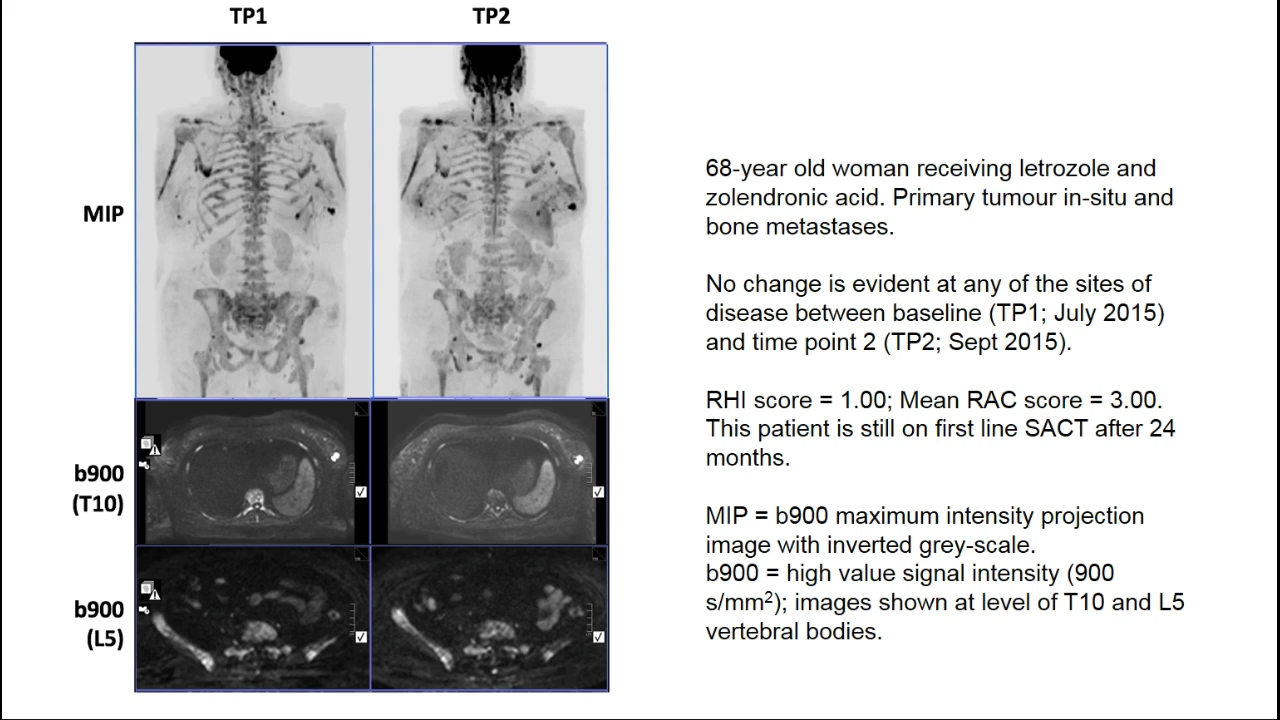 TP1
TP2
MIP
b900
(T10)
b900
(L5)
68-year old woman receiving letrozole and
zolendronic acid. Primary tumour in-situ and
bone metastases.
No change is evident at any of the sites of
disease between baseline (TP1; July 2015)
and time point 2 (TP2; Sept 2015).
RHI score = 1.00; Mean RAC score = 3.00.
This patient is still on first line SACT after 24
months.
MIP = b900 maximum intensity projection
image with inverted grey-scale.
b900 = high value signal intensity (900
s/mm²); images shown at level of T10 and L5
vertebral bodies.